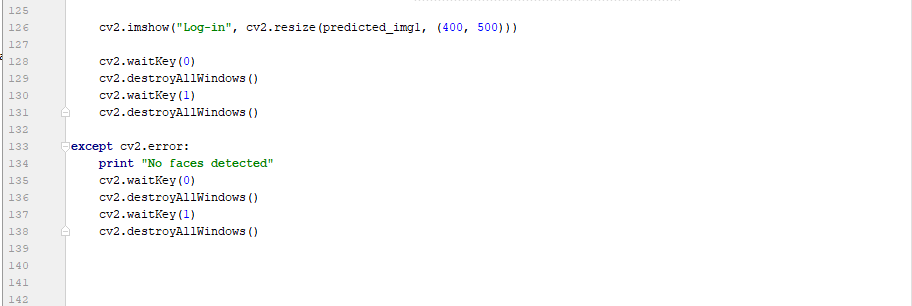 125
126 cv2.imshow("Log-in", cv2.resize(predicted_img1, (400, 500)))
127
128 cv2.waitKey(0)
129 cv2.destroyAllWindows()
130 cv2.waitKey(1)
131 cv2.destroyAllWindows()
132
133 except cv2.error:
134 print "No faces detected"
135 cv2.waitKey(0)
136 cv2.destroyAllWindows()
137 cv2.waitKey(1)
138 cv2.destroyAllWindows()
139
140
141
142